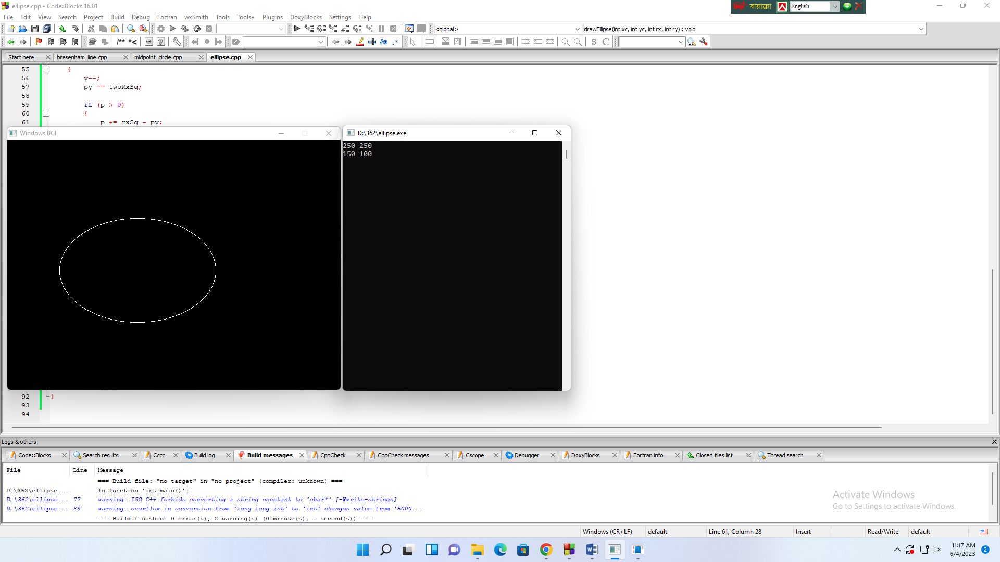 ellipse.cpp - Code::Blocks 16.01
বায়ান্নো English
File Edit View Search Project Build Debug Fortran wxSmith Tools Tools+ Plugins DoxyBlocks Settings Help
<global> drawEllipse(int xc, int yc, int rx, int ry) : void
/** *< Aa .* S C
Start here bresenham_line.cpp midpoint_circle.cpp ellipse.cpp
55 {
56 y--;
57 py -= twoRxSq;
58
59 if (p > 0)
60 {
61 p += rxSq - py;
Windows BGI
D:\362\ellipse.exe
250 250
150 100
92 }
93
94
Logs & others
Code::Blocks Search results Cccc Build log Build messages CppCheck CppCheck messages Cscope Debugger DoxyBlocks Fortran info Closed files list Thread search
File Line Message
=== Build file: "no target" in "no project" (compiler: unknown) ===
D:\362\ellipse... In function 'int main()':
D:\362\ellipse... 77 warning: ISO C++ forbids converting a string constant to 'char*' [-Wwrite-strings]
D:\362\ellipse... 88 warning: overflow in conversion from 'long long int' to 'int' changes value from '5000...
=== Build finished: 0 error(s), 2 warning(s) (0 minute(s), 1 second(s)) ===
Activate Windows
Go to Settings to activate Windows.
Windows (CR+LF) default Line 61, Column 28 Insert Read/Write default
11:17 AM
6/4/2023
2